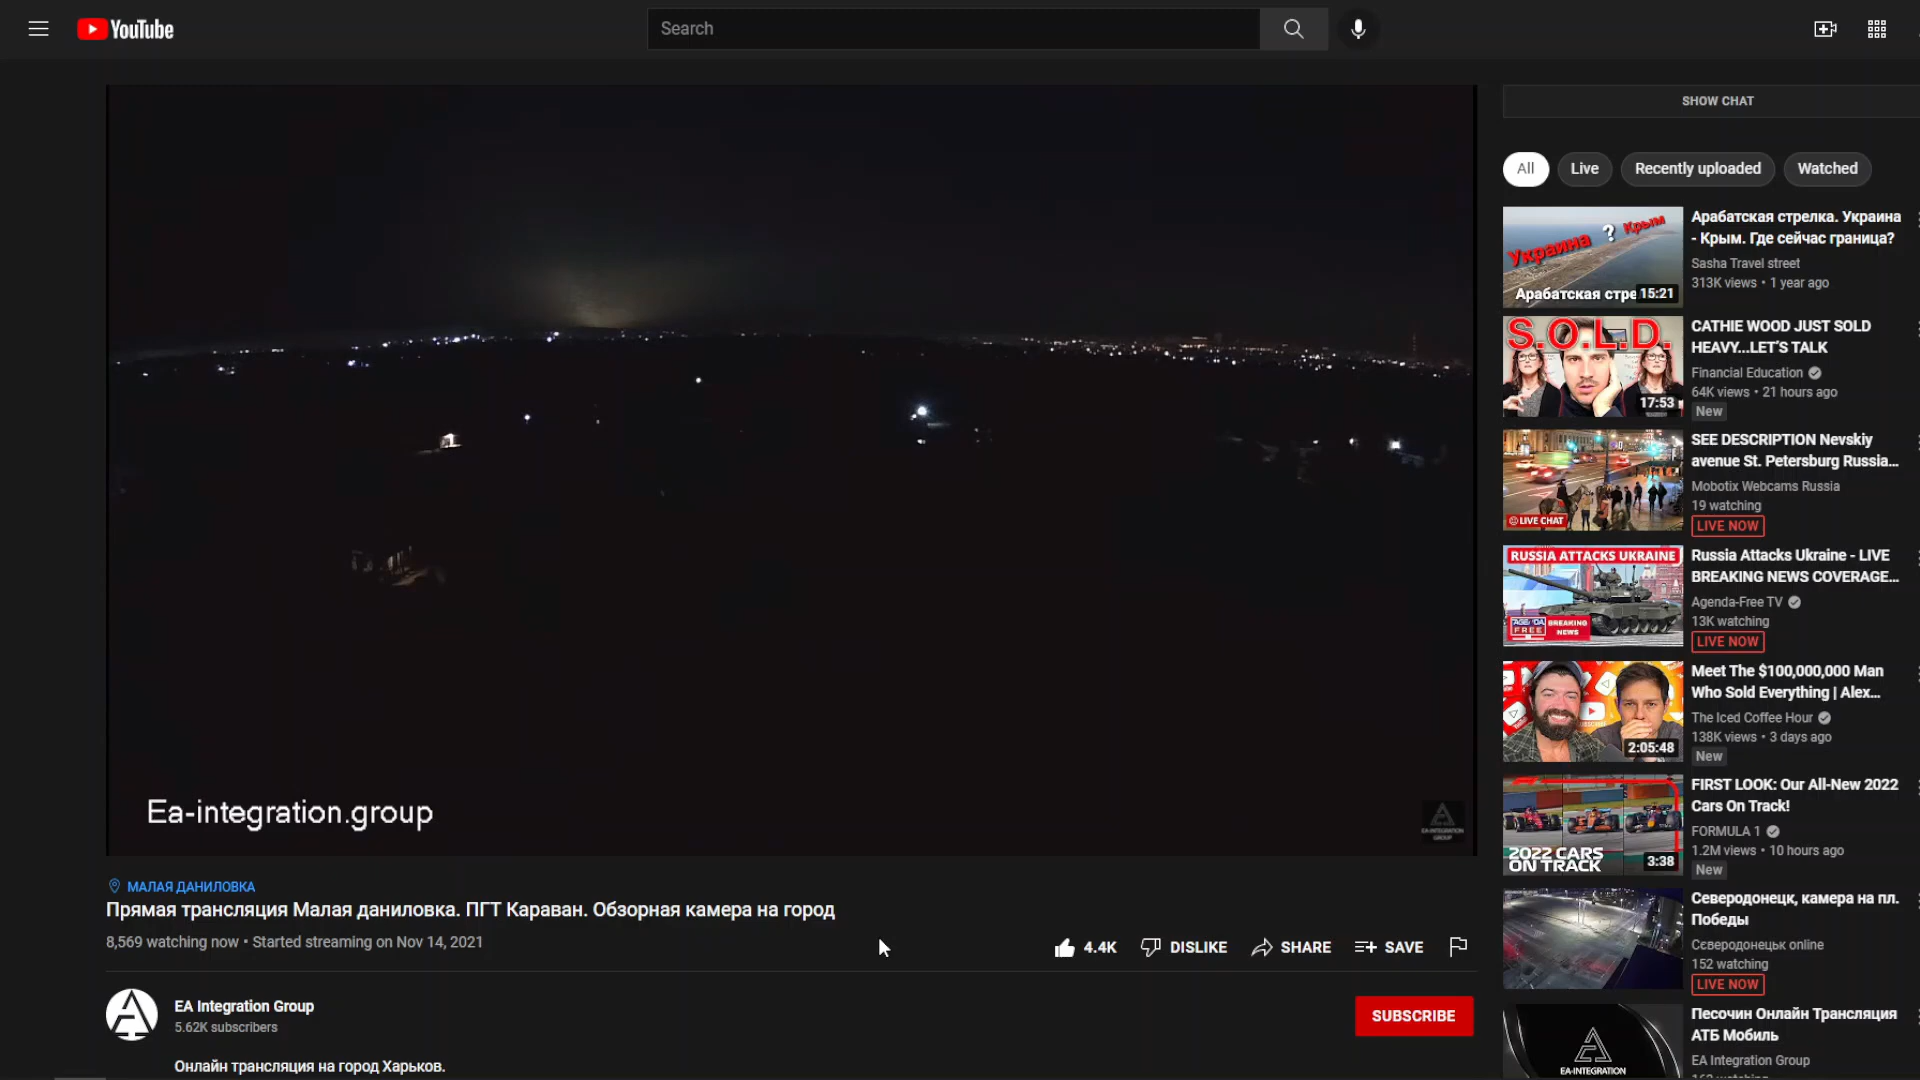 YouTube
Search
SHOW CHAT
All
Live
Recently uploaded
Watched
Украина ? Крым
Арабатская стре
15:21
Арабатская стрелка. Украина
- Крым. Где сейчас граница?
Sasha Travel street
313K views • 1 year ago
S.O.L.D.
17:53
CATHIE WOOD JUST SOLD
HEAVY...LET'S TALK
Financial Education
64K views • 21 hours ago
New
LIVE CHAT
SEE DESCRIPTION Nevskiy
avenue St. Petersburg Russia...
Mobotix Webcams Russia
19 watching
LIVE NOW
RUSSIA ATTACKS UKRAINE
AGENDA
FREE
BREAKING
NEWS
Russia Attacks Ukraine - LIVE
BREAKING NEWS COVERAGE...
Agenda-Free TV
13K watching
LIVE NOW
2:05:48
Meet The $100,000,000 Man
Who Sold Everything | Alex...
The Iced Coffee Hour
138K views • 3 days ago
New
2022 CARS
ON TRACK
3:38
FIRST LOOK: Our All-New 2022
Cars On Track!
FORMULA 1
1.2M views • 10 hours ago
New
Северодонецк, камера на пл.
Победы
Сєверодонецьк online
152 watching
LIVE NOW
EA-INTEGRATION
Песочин Онлайн Трансляция
АТБ Мобиль
EA Integration Group
Ea-integration.group
EA-INTEGRATION
GROUP
МАЛАЯ ДАНИЛОВКА
Прямая трансляция Малая даниловка. ПГТ Караван. Обзорная камера на город
8,569 watching now • Started streaming on Nov 14, 2021
4.4K
DISLIKE
SHARE
SAVE
EA Integration Group
5.62K subscribers
SUBSCRIBE
Онлайн трансляция на город Харьков.